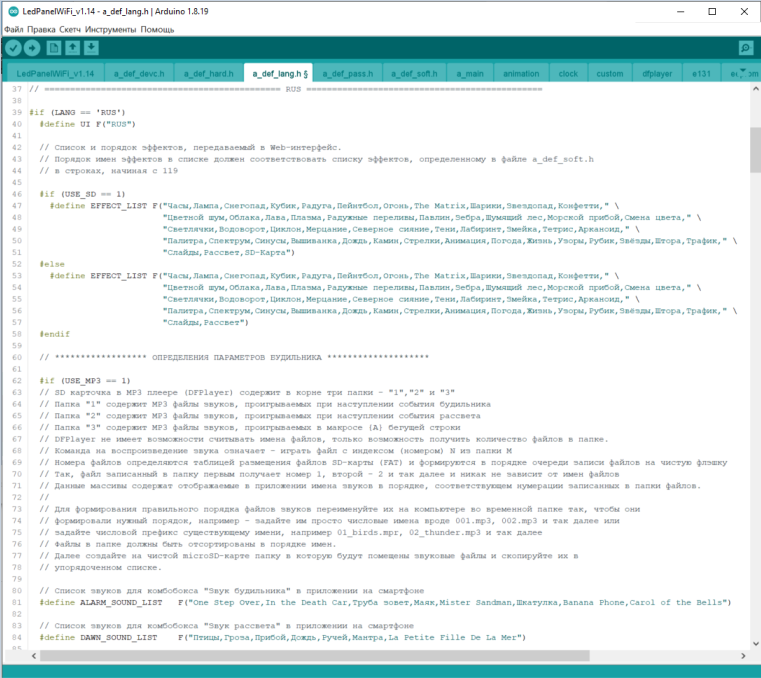 LedPanelWiFi_v1.14 - a_def_lang.h | Arduino 1.8.19
Файл Правка Скетч Инструменты Помощь
LedPanelWiFi_v1.14 a_def_devc.h a_def_hard.h a_def_lang.h § a_def_pass.h a_def_soft.h a_main animation clock custom dfplayer e131
37 // ============================================== RUS ==============================================
38
39 #if (LANG == 'RUS')
40 #define UI F("RUS")
41
42 // Список и порядок эффектов, передаваемый в Web-интерфейс.
43 // Порядок имен эффектов в списке должен соответствовать списку эффектов, определенному в файле a_def_soft.h
44 // в строках, начиная с 119
45
46 #if (USE_SD == 1)
47 #define EFFECT_LIST F("Часы,Лампа,Снегопад,Кубик,Радуга,Пейнтбол,Огонь,The Matrix,Шарики,Звездопад,Конфетти," \
48 "Цветной шум,Облака,Лава,Плазма,Радужные переливы,Павлин,Зебра,Шумящий лес,Морской прибой,Смена цвета," \
49 "Светлячки,Водоворот,Циклон,Мерцание,Северное сияние,Тени,Лабиринт,Змейка,Тетрис,Арканоид," \
50 "Палитра,Спектрум,Синусы,Вышиванка,Дождь,Камин,Стрелки,Анимация,Погода,Жизнь,Узоры,Рубик,Звёзды,Штора,Трафик," \
51 "Слайды,Рассвет,SD-Карта")
52 #else
53 #define EFFECT_LIST F("Часы,Лампа,Снегопад,Кубик,Радуга,Пейнтбол,Огонь,The Matrix,Шарики,Звездопад,Конфетти," \
54 "Цветной шум,Облака,Лава,Плазма,Радужные переливы,Павлин,Зебра,Шумящий лес,Морской прибой,Смена цвета," \
55 "Светлячки,Водоворот,Циклон,Мерцание,Северное сияние,Тени,Лабиринт,Змейка,Тетрис,Арканоид," \
56 "Палитра,Спектрум,Синусы,Вышиванка,Дождь,Камин,Стрелки,Анимация,Погода,Жизнь,Узоры,Рубик,Звёзды,Штора,Трафик," \
57 "Слайды,Рассвет")
58 #endif
59
60 // ****************** ОПРЕДЕЛЕНИЯ ПАРАМЕТРОВ БУДИЛЬНИКА ********************
61
62 #if (USE_MP3 == 1)
63 // SD карточка в MP3 плеере (DFPlayer) содержит в корне три папки - "1","2" и "3"
64 // Папка "1" содержит MP3 файлы звуков, проигрываемых при наступлении события будильника
65 // Папка "2" содержит MP3 файлы звуков, проигрываемых при наступлении события рассвета
66 // Папка "3" содержит MP3 файлы звуков, проигрываемых в макросе {A} бегущей строки
67 // DFPlayer не имеет возможности считывать имена файлов, только возможность получить количество файлов в папке.
68 // Команда на воспроизведение звука означает - играть файл с индексом (номером) N из папки M
69 // Номера файлов определяются таблицей размещения файлов SD-карты (FAT) и формируются в порядке очереди записи файлов на чистую флэшку
70 // Так, файл записанный в папку первым получает номер 1, второй - 2 и так далее и никак не зависит от имен файлов
71 // Данные массивы содержат отображаемые в приложении имена звуков в порядке, соответствующем нумерации записанных в папки файлов.
72 //
73 // Для формирования правильного порядка файлов звуков переименуйте их на компьютере во временной папке так, чтобы они
74 // формировали нужный порядок, например - задайте им просто числовые имена вроде 001.mp3, 002.mp3 и так далее или
75 // задайте числовой префикс существующему имени, например 01_birds.mpr, 02_thunder.mp3 и так далее
76 // Файлы в папке должны быть отсортированы в порядке имен.
77 // Далее создайте на чистой microSD-карте папку в которую будут помещены звуковые файлы и скопируйте их в
78 // упорядоченном списке.
79
80 // Список звуков для комбобокса "Звук будильника" в приложении на смартфоне
81 #define ALARM_SOUND_LIST F("One Step Over,In the Death Car,Труба зовет,Маяк,Mister Sandman,Шкатулка,Banana Phone,Carol of the Bells")
82
83 // Список звуков для комбобокса "Звук рассвета" в приложении на смартфоне
84 #define DAWN_SOUND_LIST F("Птицы,Гроза,Прибой,Дождь,Ручей,Мантра,La Petite Fille De La Mer")
85